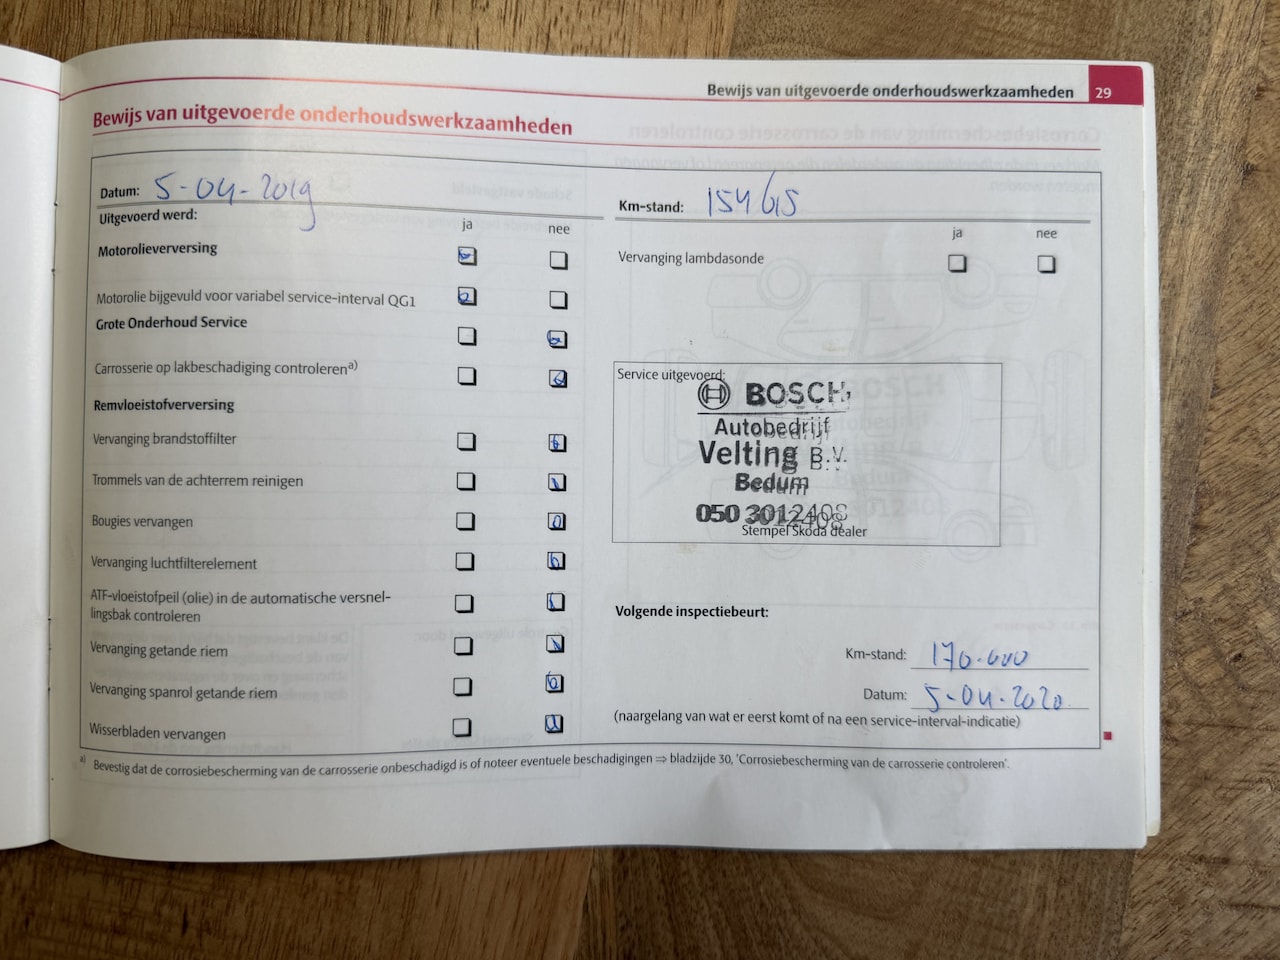 Bewijs van uitgevoerde onderhoudswerkzaamheden 29
Bewijs van uitgevoerde onderhoudswerkzaamheden
Datum: 5-04-2019
Uitgevoerd werd:
ja nee
Motorolieverversing
Motorolie bijgevuld voor variabel service-interval QG1
Grote Onderhoud Service
Carrosserie op lakbeschadiging controleren a)
Remvloeistofverversing
Vervanging brandstoffilter
Trommels van de achterrem reinigen
Bougies vervangen
Vervanging luchtfilterelement
ATF-vloeistofpeil (olie) in de automatische versnel-
lingsbak controleren
Vervanging getande riem
Vervanging spanrol getande riem
Wisserbladen vervangen
Km-stand: 154615
ja nee
Vervanging lambdasonde
Service uitgevoerd:
BOSCH
Autobedrijf
Velting B.V.
Bedum
050 3012408
Stempel Skoda dealer
Volgende inspectiebeurt:
Km-stand: 170.000
Datum: 5-04-2020
(naargelang van wat er eerst komt of na een service-interval-indicatie)
a) Bevestig dat de corrosiebescherming van de carrosserie onbeschadigd is of noteer eventuele beschadigingen ⇒ bladzijde 30, 'Corrosiebescherming van de carrosserie controleren'.